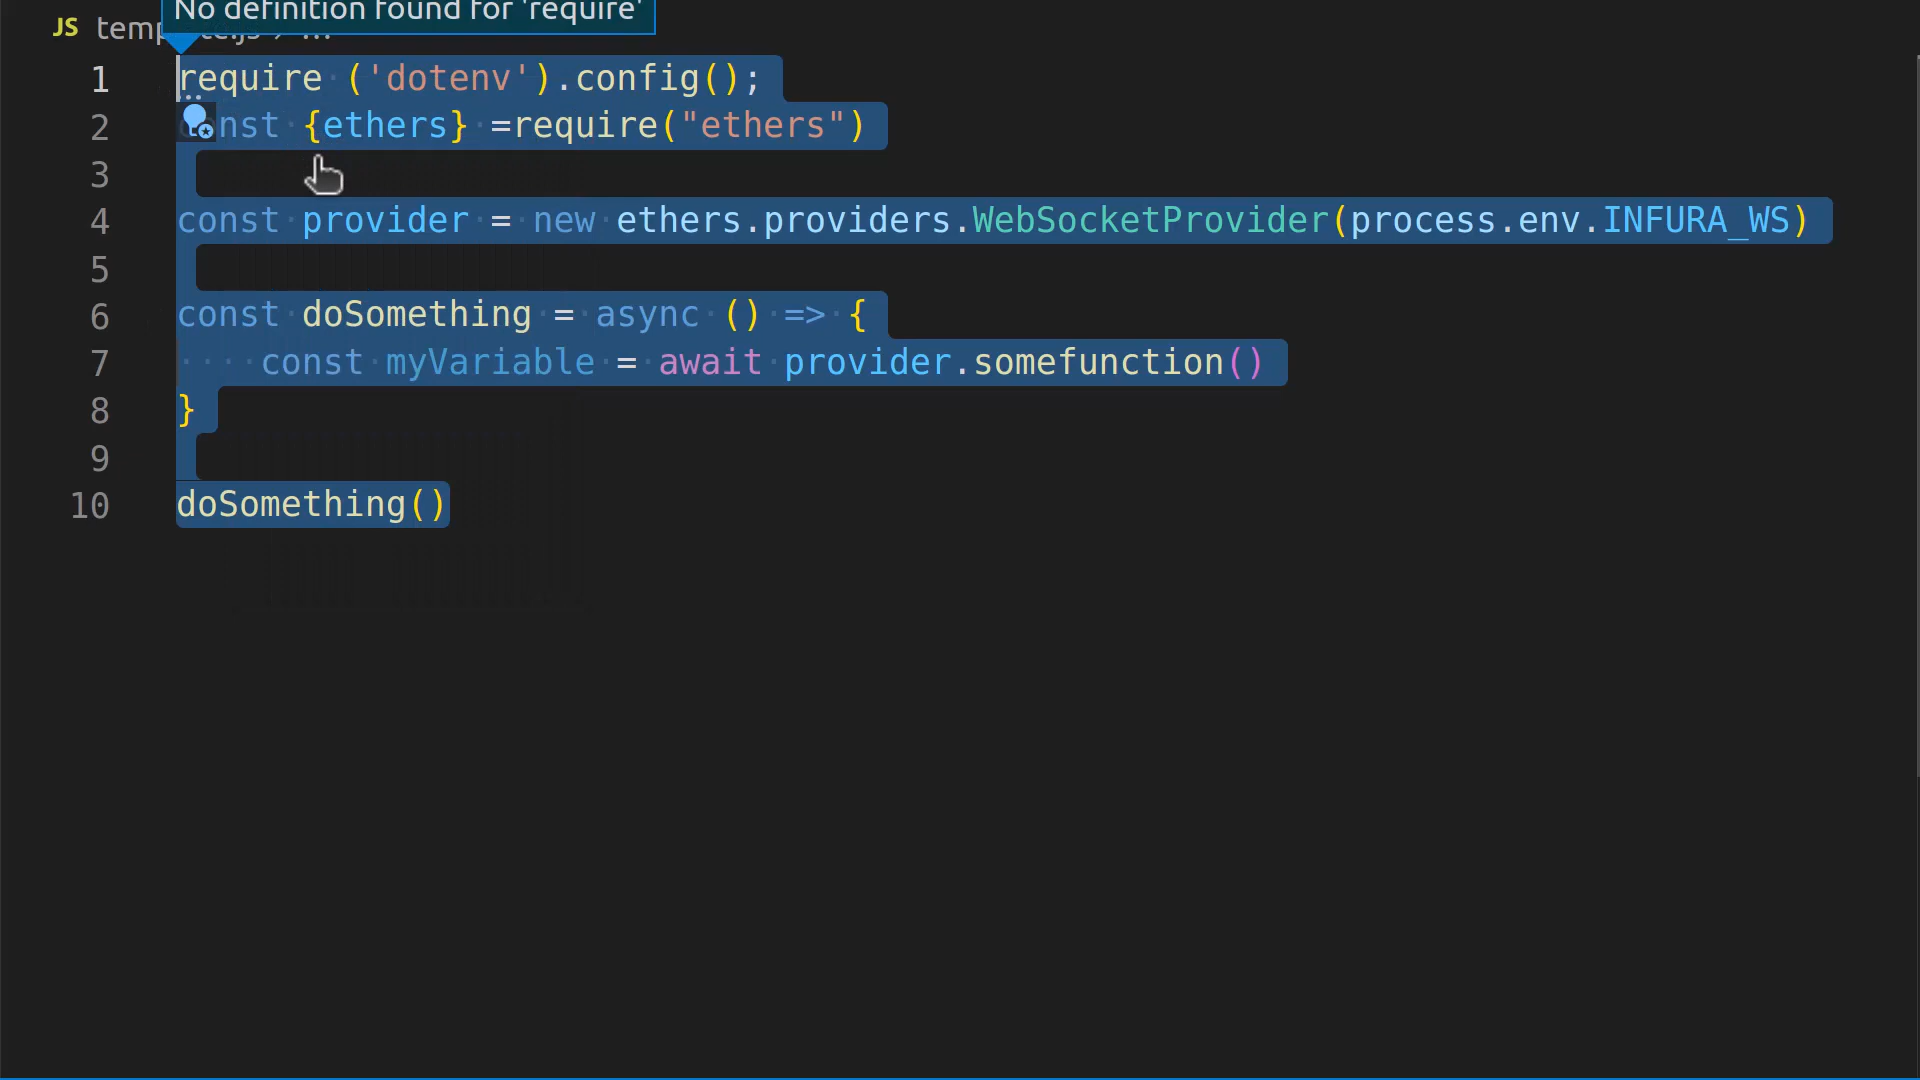 No definition found for 'require'
JS
1 require ('dotenv').config();
2 nst {ethers} =require("ethers")
3
4 const provider = new ethers.providers.WebSocketProvider(process.env.INFURA_WS)
5
6 const doSomething = async () => {
7 const myVariable = await provider.somefunction()
8 }
9
10 doSomething()